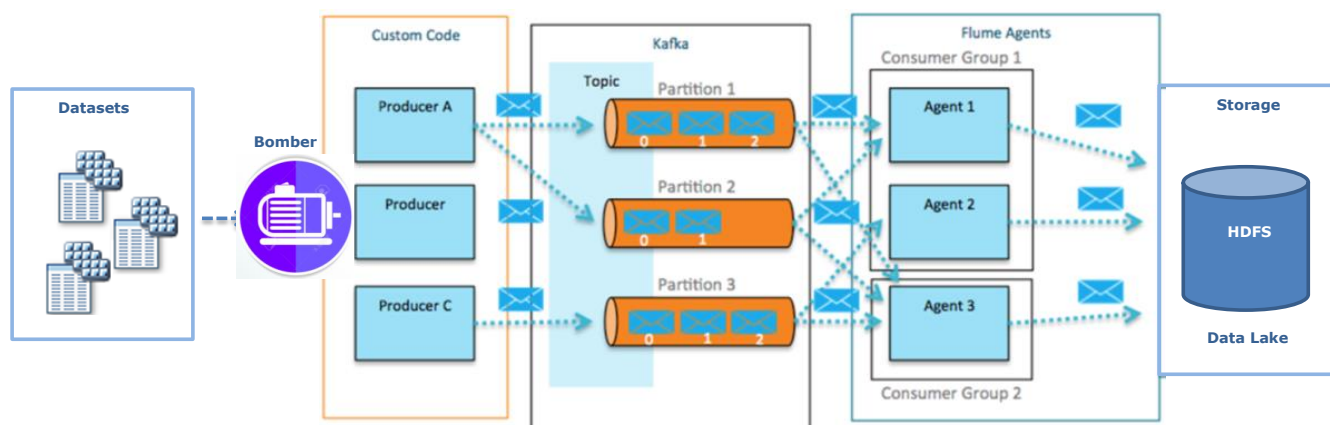 Datasets
Bomber
Custom Code
Producer A
Producer
Producer C
Kafka
Topic
Partition 1
0 1 2
Partition 2
0 1
Partition 3
0 1 2
Flume Agents
Consumer Group 1
Agent 1
Agent 2
Agent 3
Consumer Group 2
Storage
HDFS
Data Lake